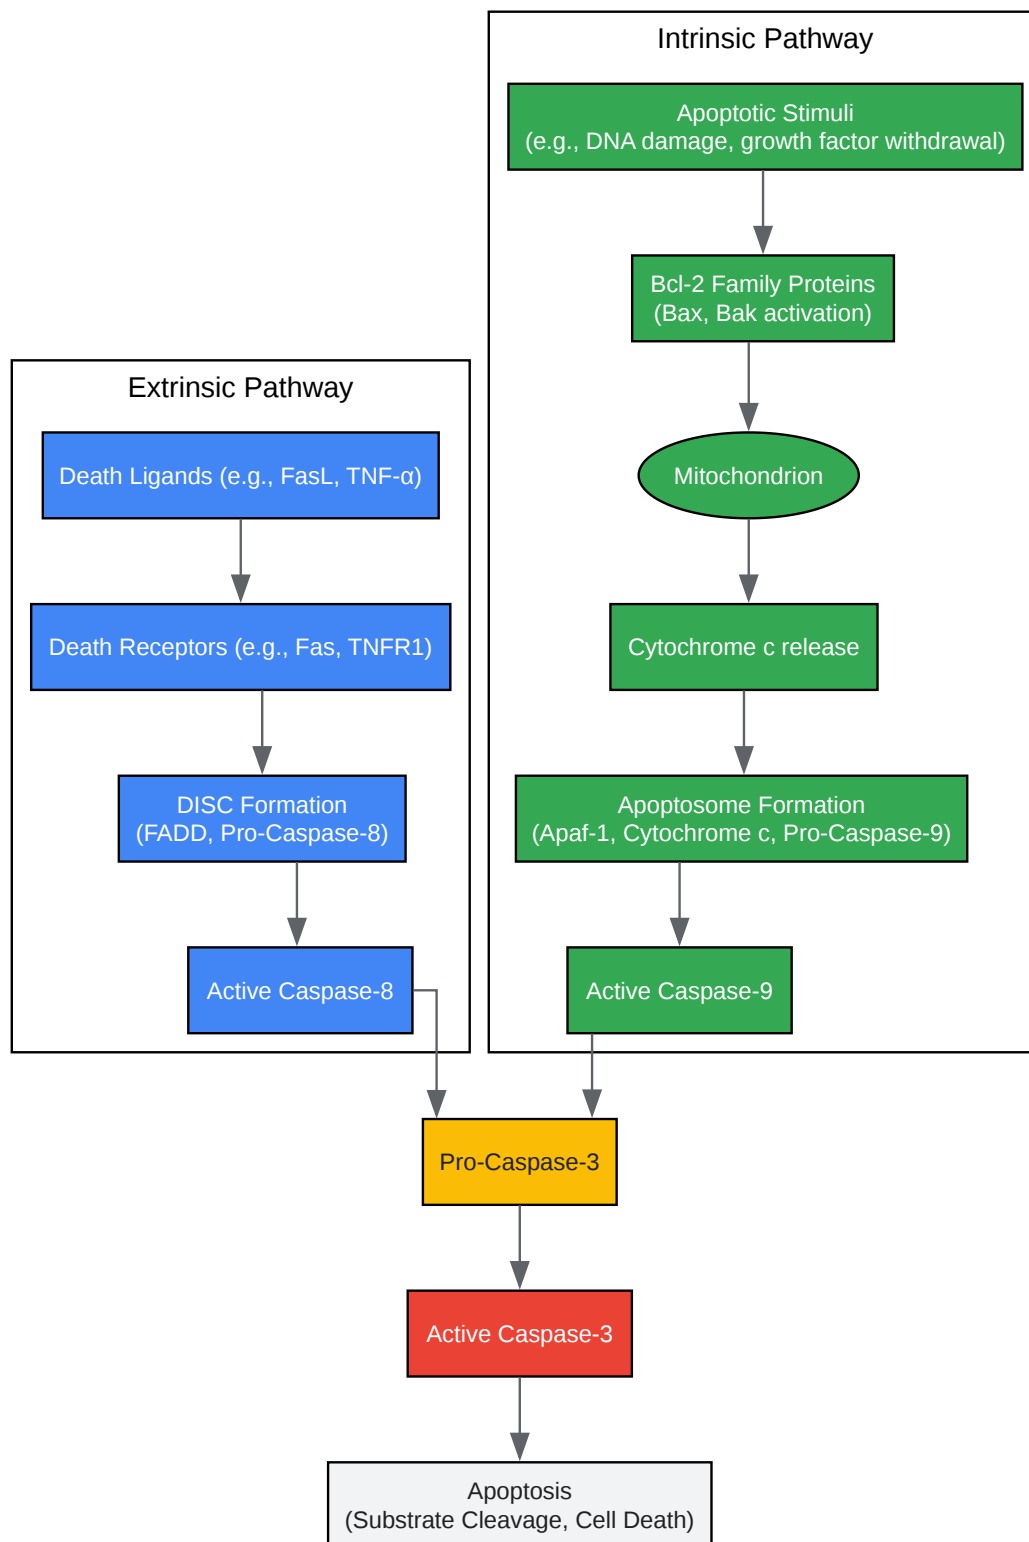 Intrinsic Pathway
Apoptotic Stimuli
(e.g., DNA damage, growth factor withdrawal)
Bcl-2 Family Proteins
(Bax, Bak activation)
Mitochondrion
Cytochrome c release
Apoptosome Formation
(Apaf-1, Cytochrome c, Pro-Caspase-9)
Active Caspase-9
Extrinsic Pathway
Death Ligands (e.g., FasL, TNF-α)
Death Receptors (e.g., Fas, TNFR1)
DISC Formation
(FADD, Pro-Caspase-8)
Active Caspase-8
Pro-Caspase-3
Active Caspase-3
Apoptosis
(Substrate Cleavage, Cell Death)